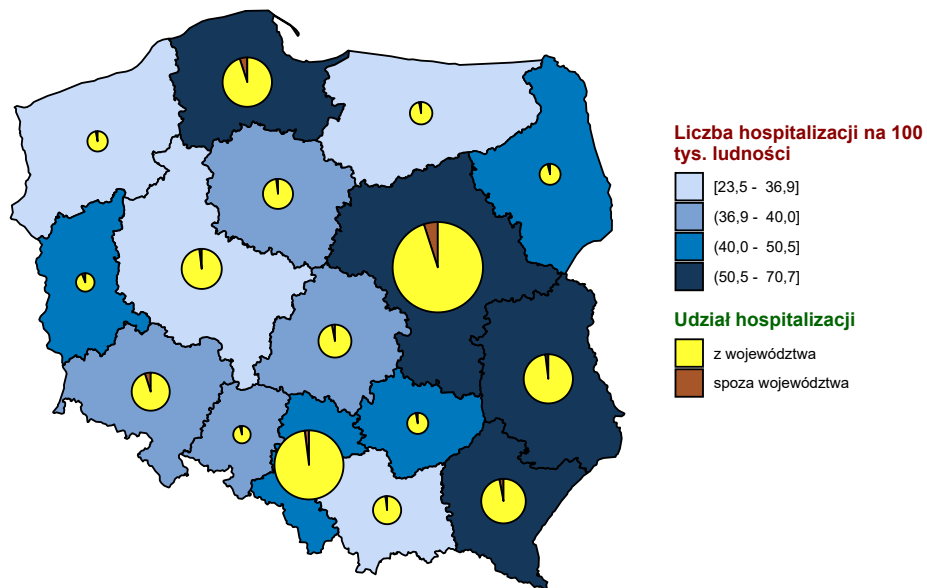 Liczba hospitalizacji na 100
tys. ludności
[23,5 - 36,9]
(36,9 - 40,0]
(40,0 - 50,5]
(50,5 - 70,7]
Udział hospitalizacji
z województwa
spoza województwa